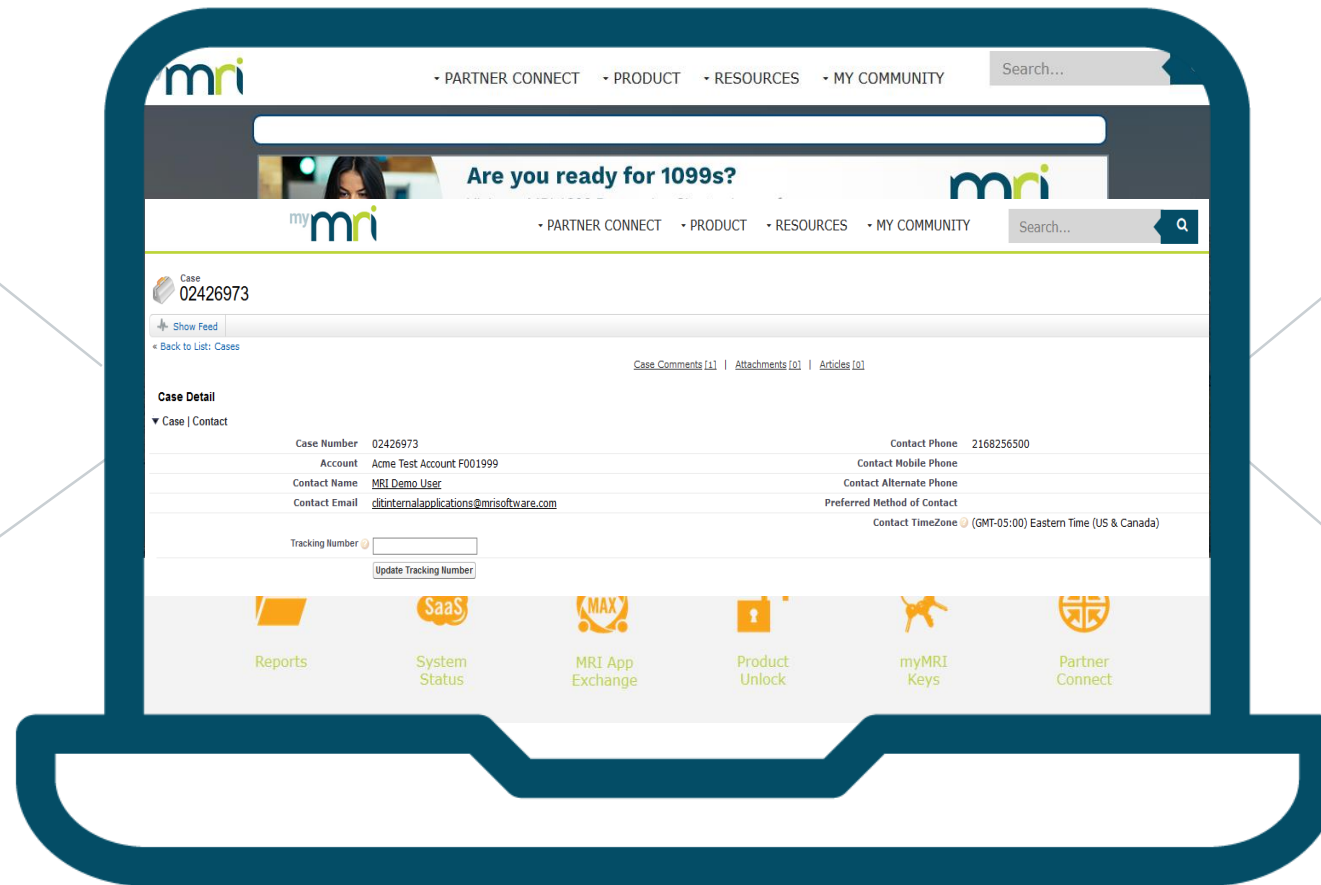 mri
PARTNER CONNECT PRODUCT RESOURCES MY COMMUNITY Search...
Are you ready for 1099s?
mri
my mri
PARTNER CONNECT PRODUCT RESOURCES MY COMMUNITY Search...
Case
02426973
Show Feed
« Back to List: Cases
Case Comments [1] | Attachments [0] | Articles [0]
Case Detail
Case | Contact
Case Number 02426973 Contact Phone 2168256500
Account Acme Test Account F001999 Contact Mobile Phone
Contact Name MRI Demo User Contact Alternate Phone
Contact Email clitinternalapplications@mrisoftware.com Preferred Method of Contact
Contact TimeZone (GMT-05:00) Eastern Time (US & Canada)
Tracking Number
Update Tracking Number
SaaS MAX
Reports System Status MRI App Exchange Product Unlock myMRI Keys Partner Connect